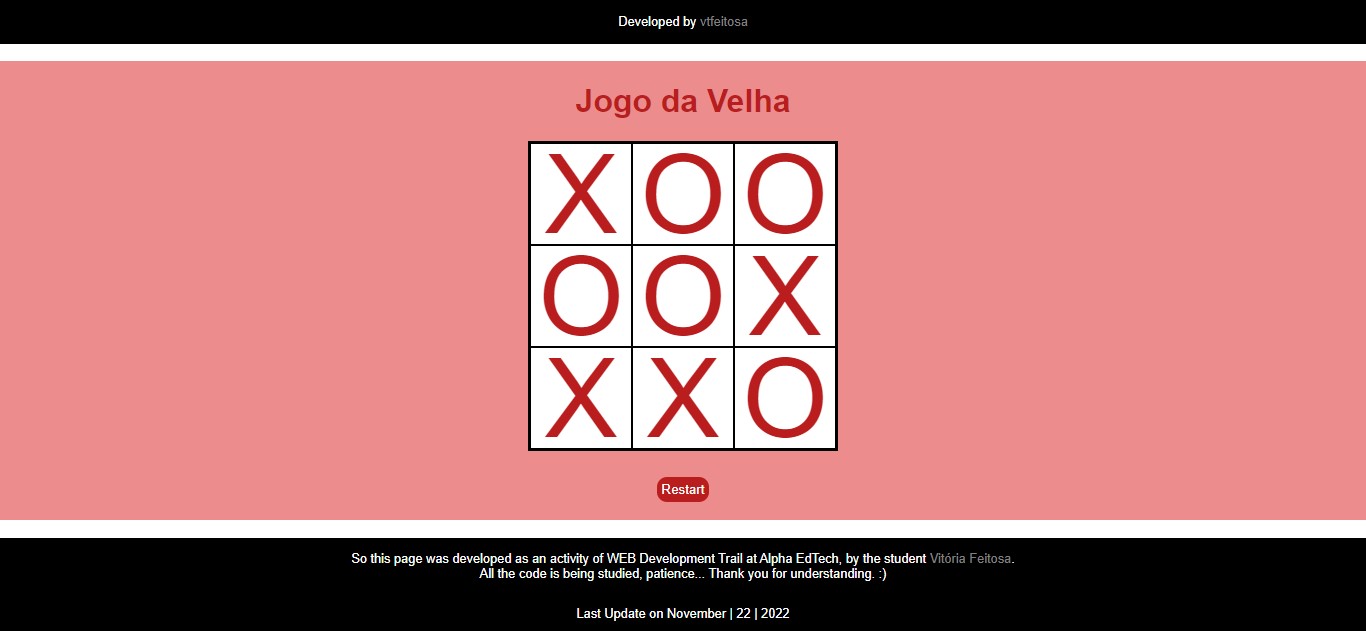 Developed by vtfeitosa
Jogo da Velha
X O O
O O X
X X O
Restart
So this page was developed as an activity of WEB Development Trail at Alpha EdTech, by the student Vitória Feitosa.
All the code is being studied, patience... Thank you for understanding. :)
Last Update on November | 22 | 2022